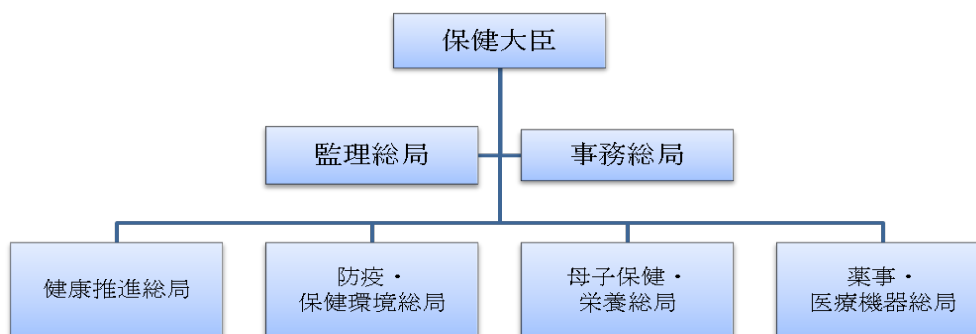 保健大臣
監理総局
事務総局
健康推進総局
防疫・
保健環境総局
母子保健・
栄養総局
薬事・
医療機器総局